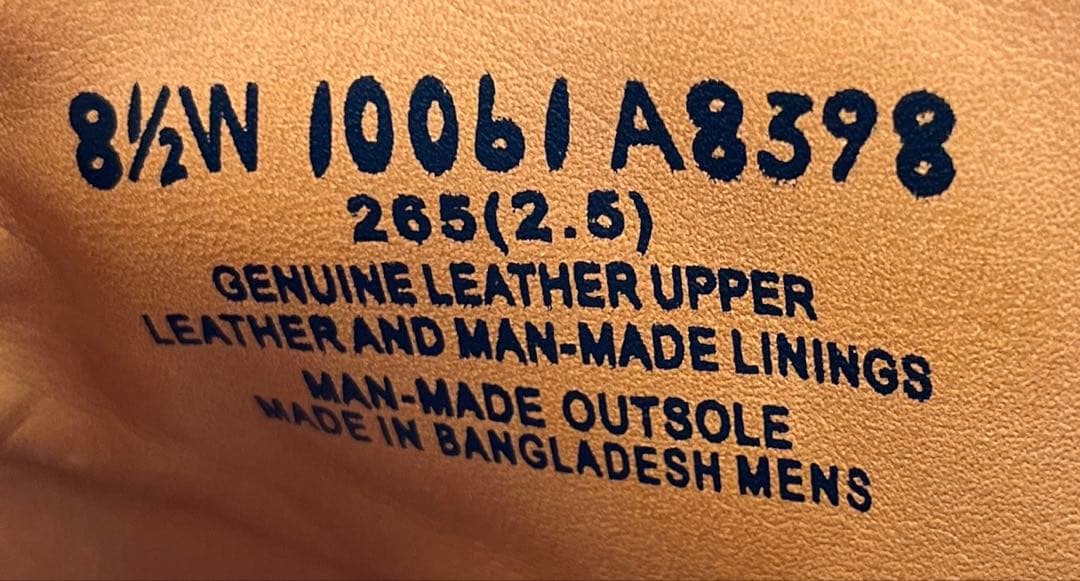 8½W 10061 A8398
265(2.5)
GENUINE LEATHER UPPER
LEATHER AND MAN-MADE LININGS
MAN-MADE OUTSOLE
MADE IN BANGLADESH MENS